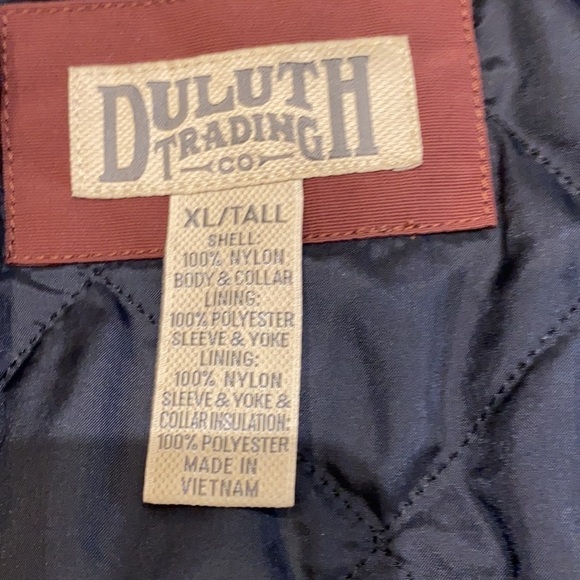 DULUTH
TRADING
CO
XL/TALL
SHELL:
100% NYLON
BODY & COLLAR
LINING:
100% POLYESTER
SLEEVE & YOKE
LINING:
100% NYLON
SLEEVE & YOKE &
COLLAR INSULATION:
100% POLYESTER
MADE IN
VIETNAM